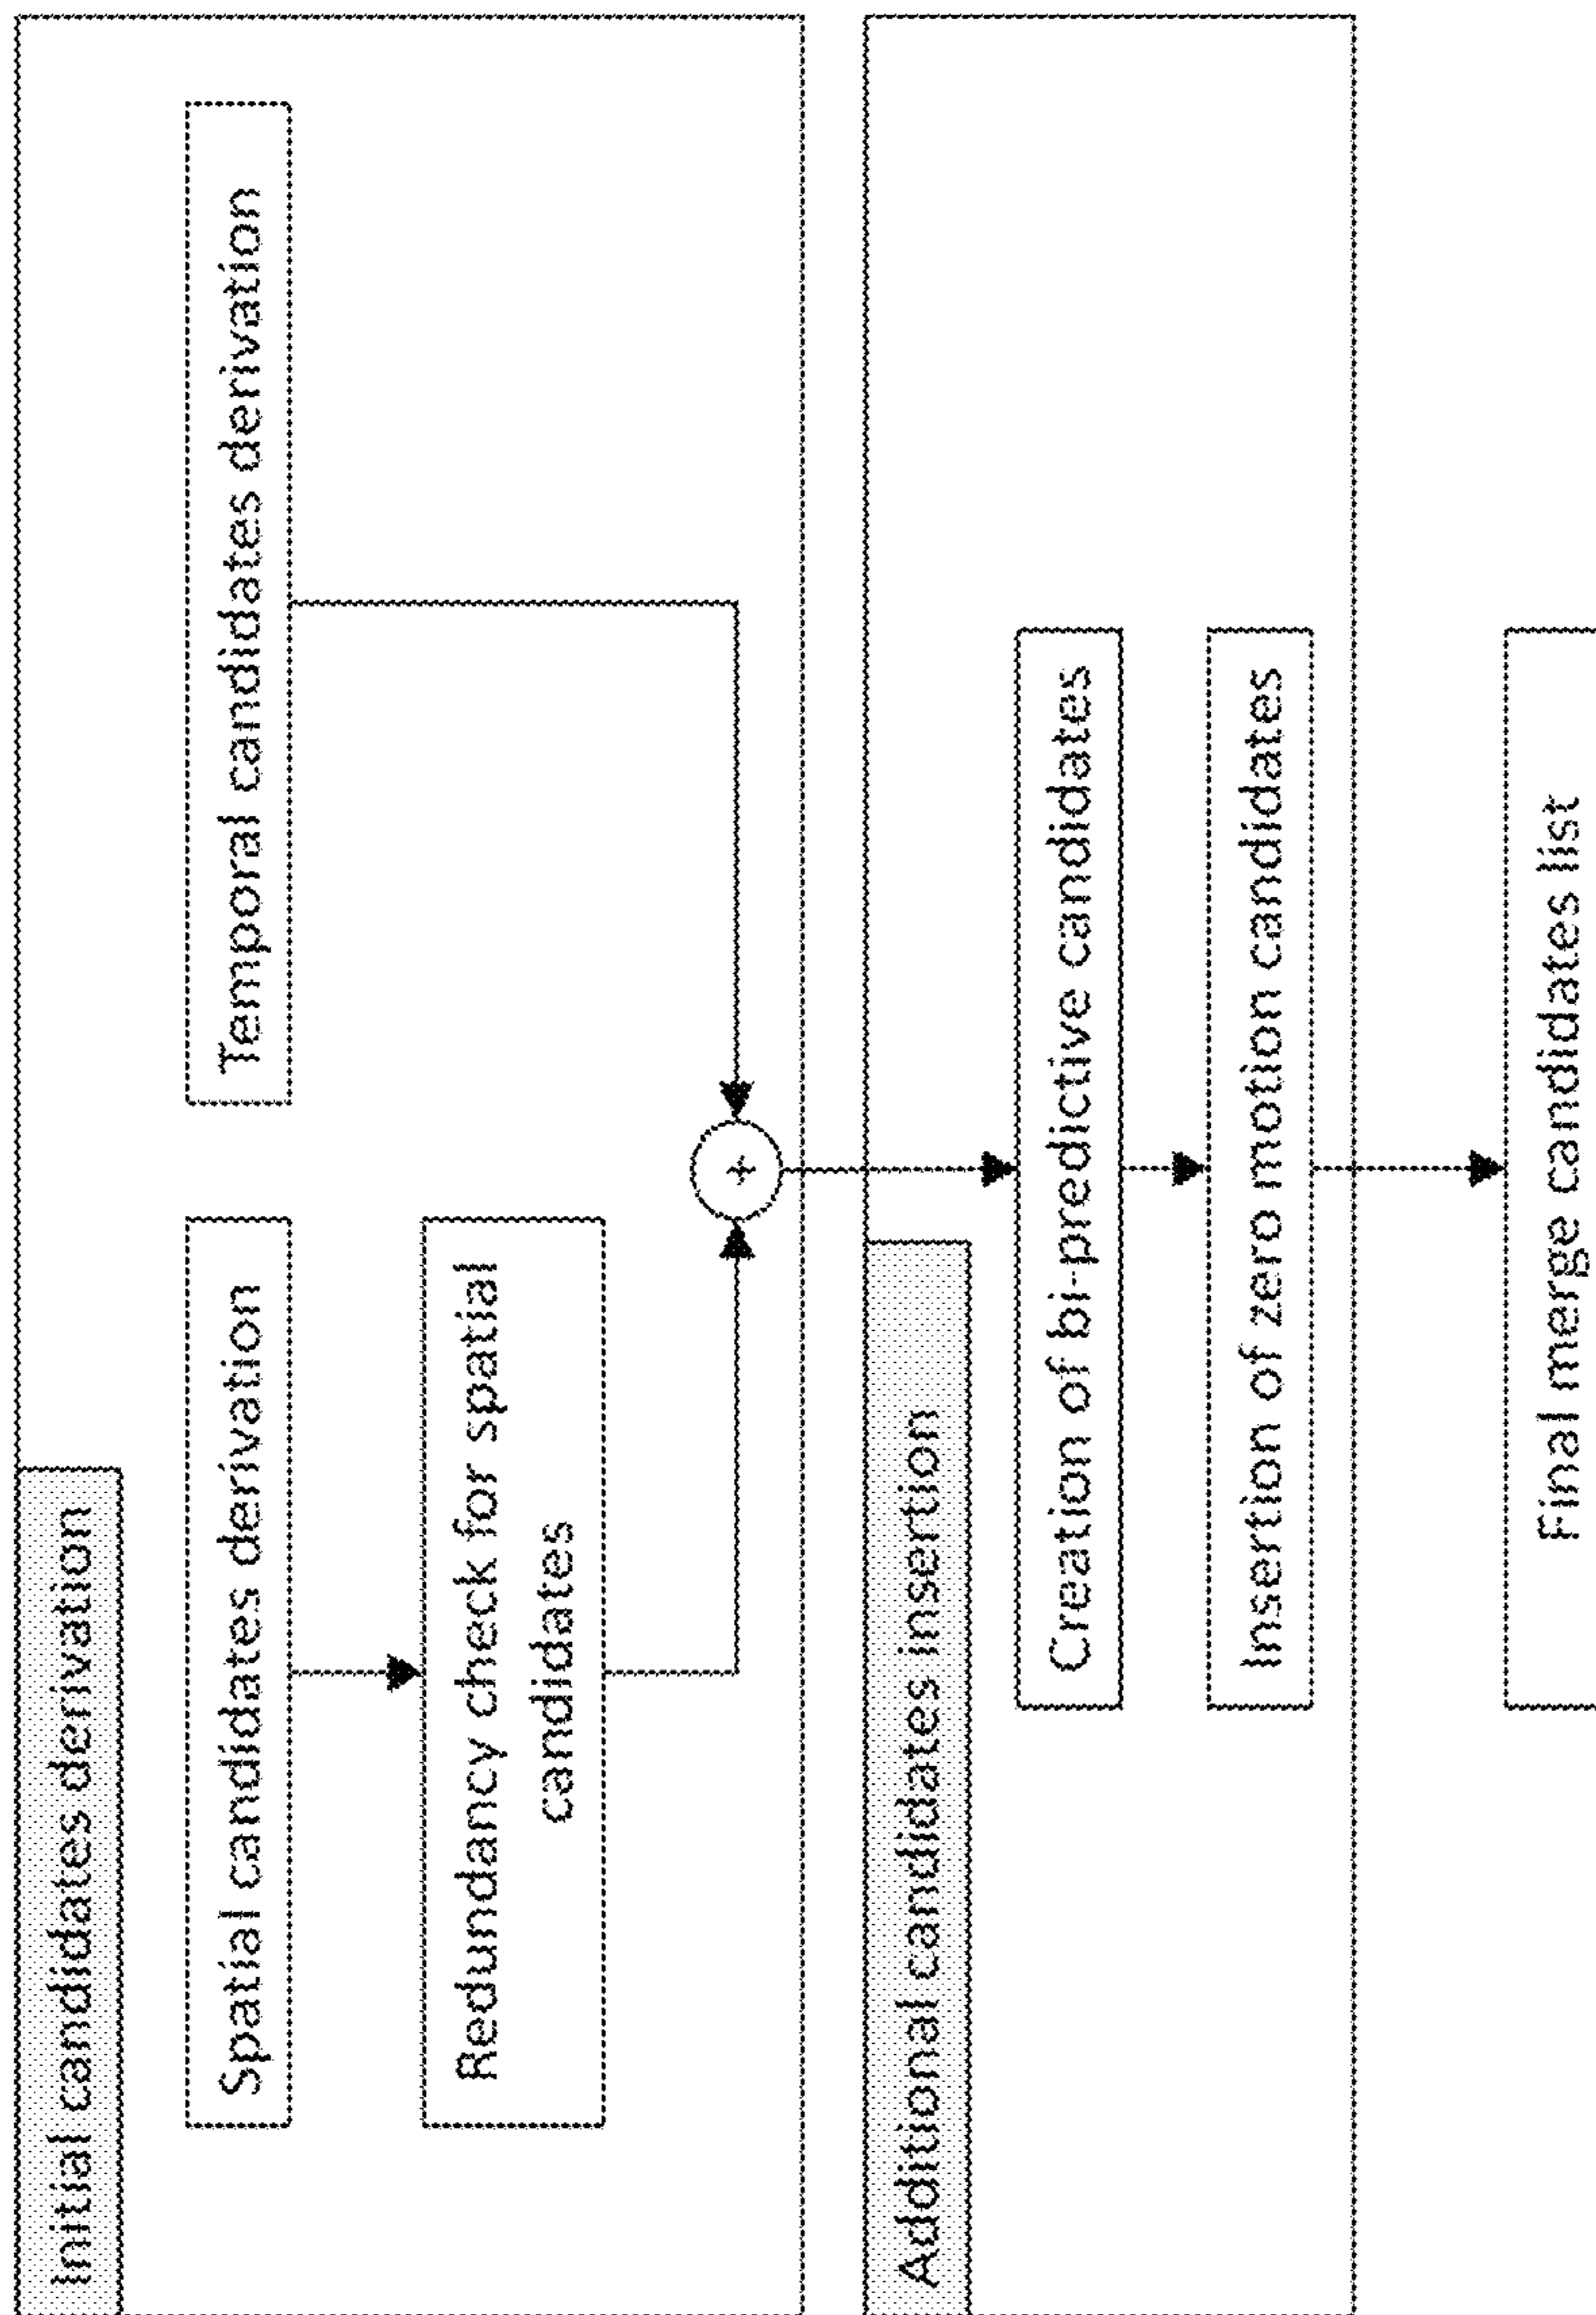 Initial candidates derivation
Spatial candidates derivation
Temporal candidates derivation
Redundancy check for spatial
candidates
+
Additional candidates insertion
Creation of bi-predictive candidates
Insertion of zero motion candidates
Final merge candidates list